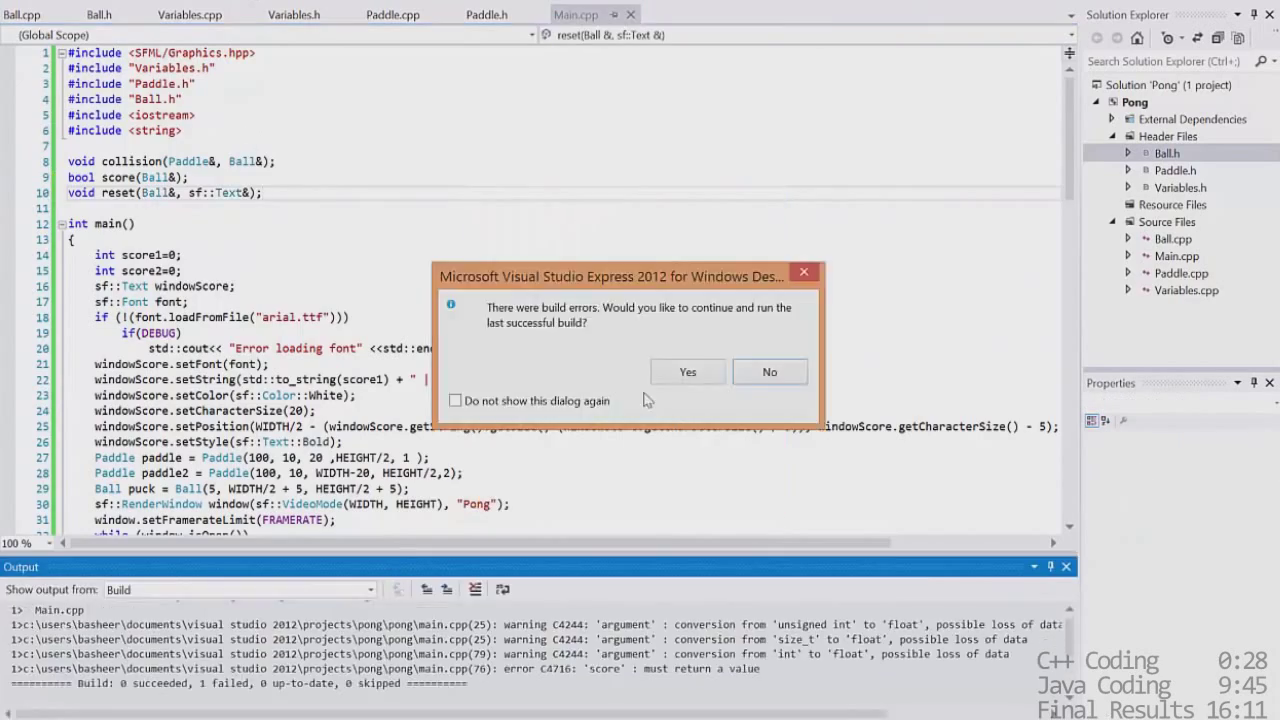 Ball.cpp Ball.h Variables.cpp Variables.h Paddle.cpp Paddle.h Main.cpp
(Global Scope) reset(Ball &, sf::Text &)
1 #include <SFML/Graphics.hpp>
2 #include "Variables.h"
3 #include "Paddle.h"
4 #include "Ball.h"
5 #include <iostream>
6 #include <string>
7
8 void collision(Paddle&, Ball&);
9 bool score(Ball&);
10 void reset(Ball&, sf::Text&);
11
12 int main()
13 {
14 int score1=0;
15 int score2=0;
16 sf::Text windowScore;
17 sf::Font font;
18 if (!(font.loadFromFile("arial.ttf")))
19 if(DEBUG)
20 std::cout<< "Error loading font" <<std::en
21 windowScore.setFont(font);
22 windowScore.setString(std::to_string(score1) + " |
23 windowScore.setColor(sf::Color::White);
24 windowScore.setCharacterSize(20);
25 windowScore.setPosition(WIDTH/2 - (windowScore.get windowScore.getCharacterSize() - 5);
26 windowScore.setStyle(sf::Text::Bold);
27 Paddle paddle = Paddle(100, 10, 20 ,HEIGHT/2, 1 );
28 Paddle paddle2 = Paddle(100, 10, WIDTH-20, HEIGHT/2,2);
29 Ball puck = Ball(5, WIDTH/2 + 5, HEIGHT/2 + 5);
30 sf::RenderWindow window(sf::VideoMode(WIDTH, HEIGHT), "Pong");
31 window.setFramerateLimit(FRAMERATE);
while (window.isOpen())
100 %
Microsoft Visual Studio Express 2012 for Windows Des...
There were build errors. Would you like to continue and run the
last successful build?
Yes No
Do not show this dialog again
Solution Explorer
Search Solution Explorer (Ctrl+;)
Solution 'Pong' (1 project)
Pong
External Dependencies
Header Files
Ball.h
Paddle.h
Variables.h
Resource Files
Source Files
Ball.cpp
Main.cpp
Paddle.cpp
Variables.cpp
Properties
Output
Show output from: Build
1> Main.cpp
1>c:\users\basheer\documents\visual studio 2012\projects\pong\pong\main.cpp(25): warning C4244: 'argument' : conversion from 'unsigned int' to 'float', possible loss of data
1>c:\users\basheer\documents\visual studio 2012\projects\pong\pong\main.cpp(25): warning C4244: 'argument' : conversion from 'size_t' to 'float', possible loss of data
1>c:\users\basheer\documents\visual studio 2012\projects\pong\pong\main.cpp(79): warning C4244: 'argument' : conversion from 'int' to 'float', possible loss of data
1>c:\users\basheer\documents\visual studio 2012\projects\pong\pong\main.cpp(76): error C4716: 'score' : must return a value
========== Build: 0 succeeded, 1 failed, 0 up-to-date, 0 skipped ==========
C++ Coding 0:28
Java Coding 9:45
Final Results 16:11